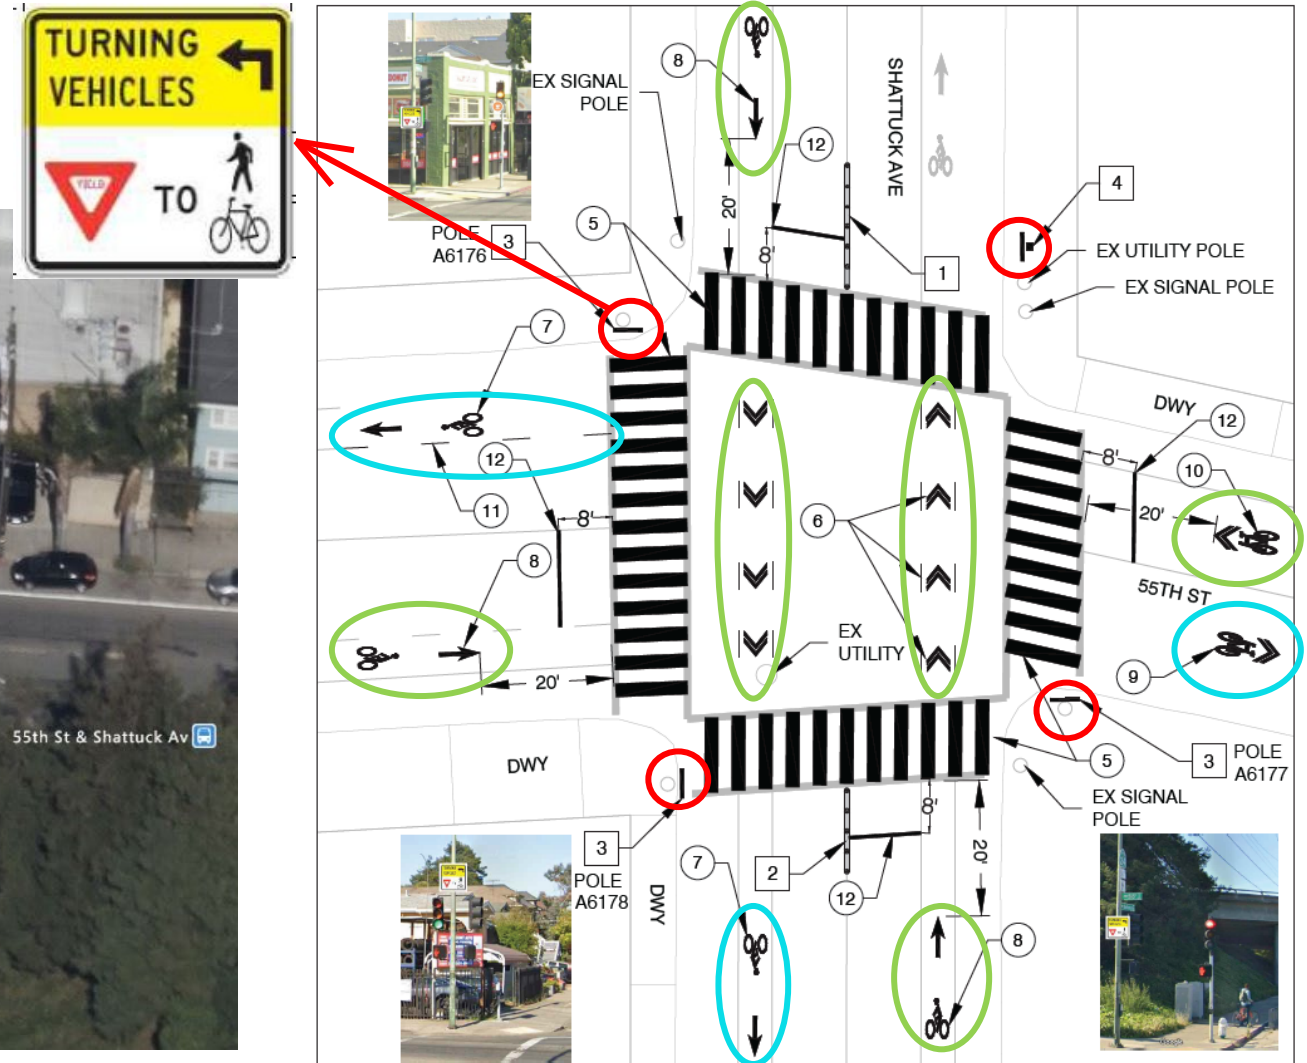 TURNING
VEHICLES
YIELD
TO
55th St & Shattuck Av
EX SIGNAL
POLE
8
12
SHATTUCK AVE
4
20'
5
POLE
A6176
3
8'
1
EX UTILITY POLE
EX SIGNAL POLE
7
DWY
12
8'
10
12
11
8'
6
20'
8
55TH ST
EX
UTILITY
9
20'
DWY
5
3
POLE
A6177
EX SIGNAL
POLE
8'
3
POLE
A6178
7
2
12
20'
DWY
8